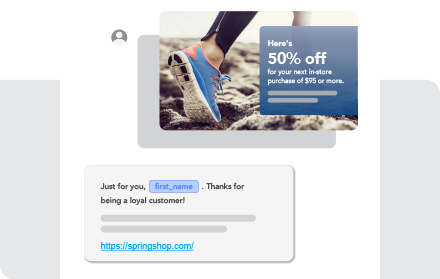 Here's
50% off
for your next in-store
purchase of $95 or more.
Just for you, first_name . Thanks for
being a loyal customer!
https://springshop.com/